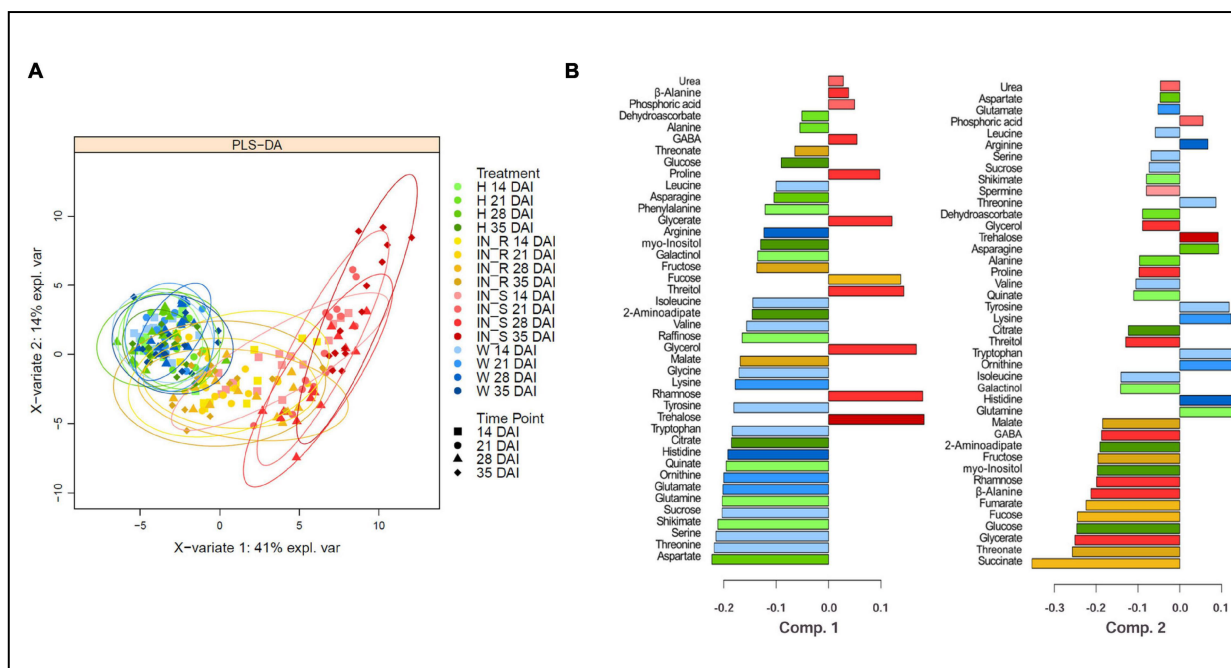 A
B
PLS−DA
X−variate 2: 14% expl. var
10
5
0
−5
−10
−5
0
5
10
X−variate 1: 41% expl. var
Treatment
H 14 DAI
H 21 DAI
H 28 DAI
H 35 DAI
IN_R 14 DAI
IN_R 21 DAI
IN_R 28 DAI
IN_R 35 DAI
IN_S 14 DAI
IN_S 21 DAI
IN_S 28 DAI
IN_S 35 DAI
W 14 DAI
W 21 DAI
W 28 DAI
W 35 DAI
Time Point
14 DAI
21 DAI
28 DAI
35 DAI
Urea
β-Alanine
Phosphoric acid
Dehydroascorbate
Alanine
GABA
Threonate
Glucose
Proline
Leucine
Asparagine
Phenylalanine
Glycerate
Arginine
myo-Inositol
Galactinol
Fructose
Fucose
Threitol
Isoleucine
2-Aminoadipate
Valine
Raffinose
Glycerol
Malate
Glycine
Lysine
Rhamnose
Tyrosine
Trehalose
Tryptophan
Citrate
Histidine
Quinate
Ornithine
Glutamate
Glutamine
Sucrose
Shikimate
Serine
Threonine
Aspartate
-0.2
-0.1
0.0
0.1
Comp. 1
Urea
Aspartate
Glutamate
Phosphoric acid
Leucine
Arginine
Serine
Sucrose
Shikimate
Spermine
Threonine
Dehydroascorbate
Glycerol
Trehalose
Asparagine
Alanine
Proline
Valine
Quinate
Tyrosine
Lysine
Citrate
Threitol
Tryptophan
Ornithine
Isoleucine
Galactinol
Histidine
Glutamine
Malate
GABA
2-Aminoadipate
Fructose
myo-Inositol
Rhamnose
β-Alanine
Fumarate
Fucose
Glucose
Glycerate
Threonate
Succinate
-0.3
-0.2
-0.1
0.0
0.1
Comp. 2